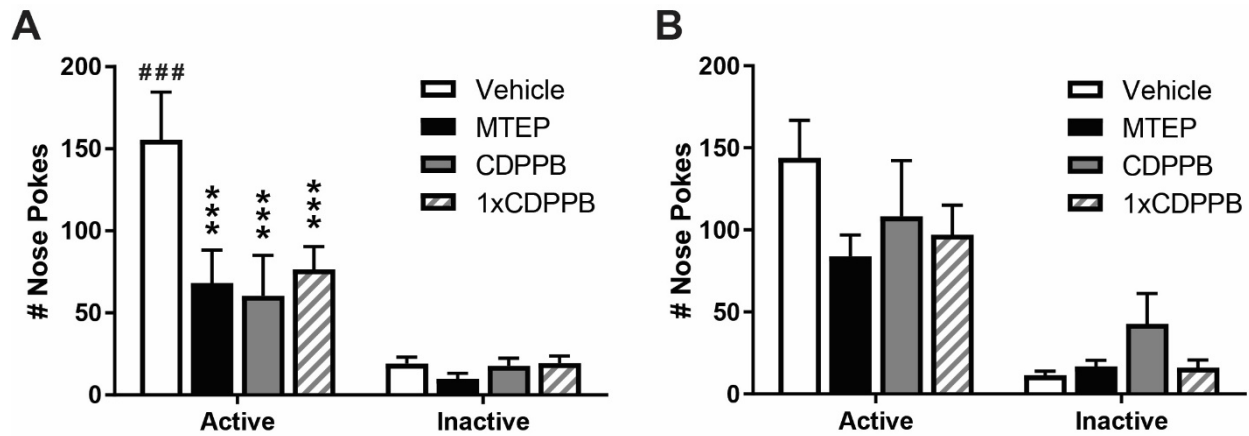 A
# Nose Pokes
200
150
100
50
0
###
***
***
***
Vehicle
MTEP
CDPPB
1xCDPPB
Active
Inactive
B
# Nose Pokes
200
150
100
50
0
Vehicle
MTEP
CDPPB
1xCDPPB
Active
Inactive